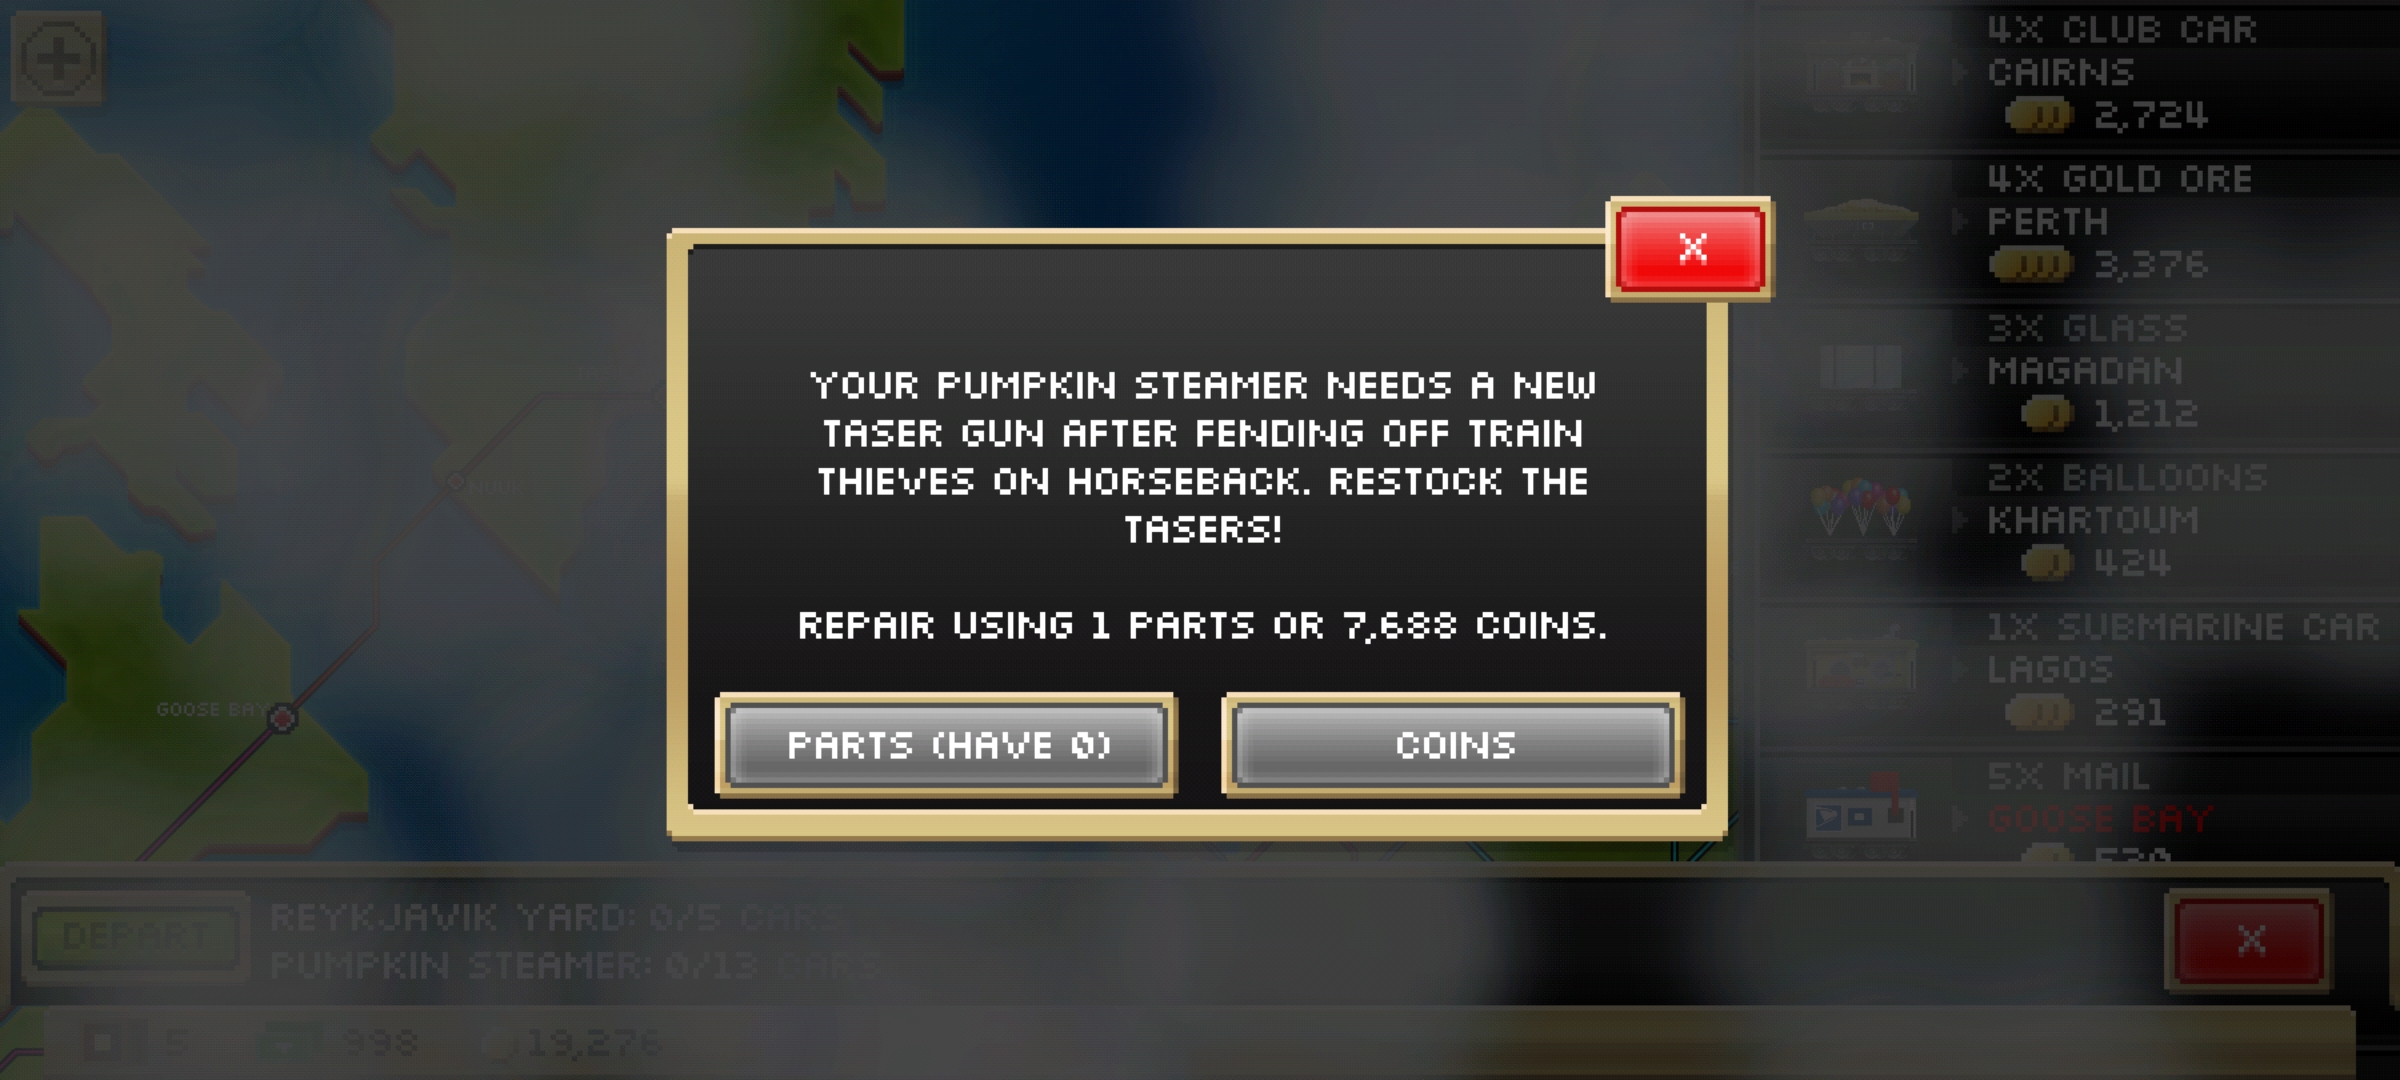 YOUR PUMPKIN STEAMER NEEDS A NEW
TASER GUN AFTER FENDING OFF TRAIN
THIEVES ON HORSEBACK. RESTOCK THE
TASERS!
REPAIR USING 1 PARTS OR 7,688 COINS.
PARTS (HAVE 0)
COINS
X
4X CLUB CAR
CAIRNS
2,724
4X GOLD ORE
PERTH
3,376
3X GLASS
MAGADAN
1,212
2X BALLOONS
KHARTOUM
424
1X SUBMARINE CAR
LAGOS
291
5X MAIL
GOOSE BAY
NUUK
GOOSE BAY
DEPART
REYKJAVIK YARD: 0/5 CARS
PUMPKIN STEAMER: 0/13 CARS
X
5
998
19,276